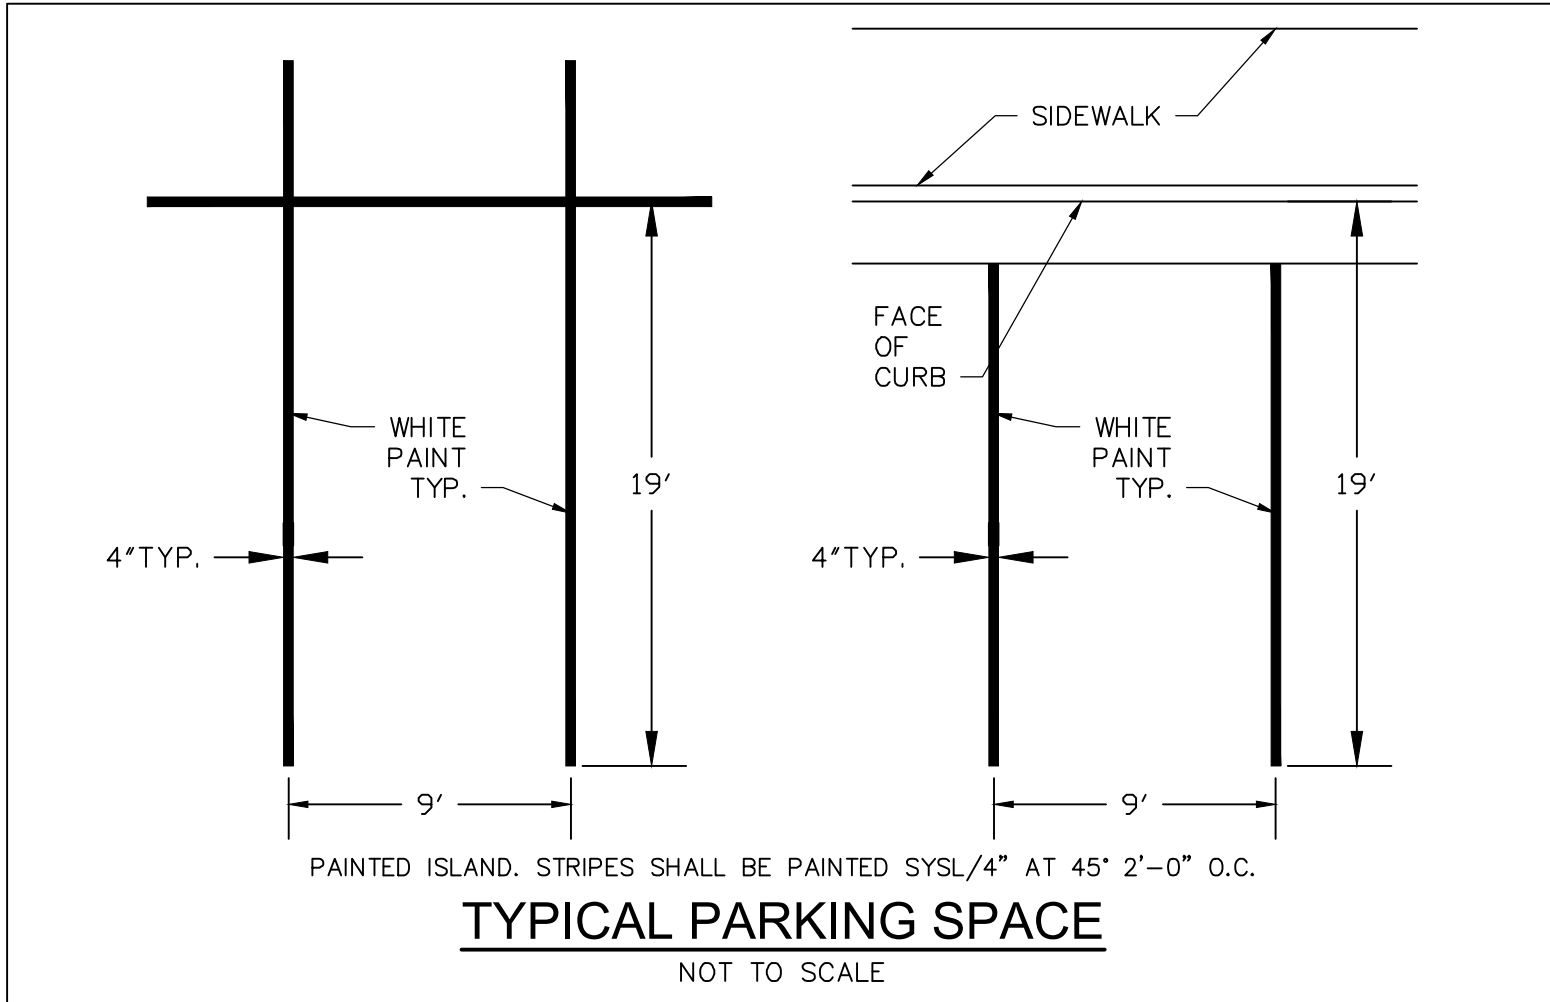 SIDEWALK
FACE
OF
CURB
WHITE
PAINT
TYP.
19'
4"TYP.
9'
WHITE
PAINT
TYP.
19'
4"TYP.
9'
PAINTED ISLAND. STRIPES SHALL BE PAINTED SYSL/4" AT 45° 2'-0" O.C.
TYPICAL PARKING SPACE
NOT TO SCALE